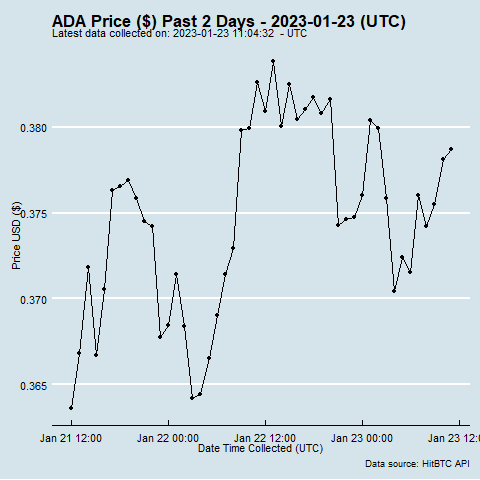 ADA Price ($) Past 2 Days - 2023-01-23 (UTC)
Latest data collected on: 2023-01-23 11:04:32 - UTC
0.380
0.375
0.370
0.365
Price USD ($)
Jan 21 12:00 Jan 22 00:00 Jan 22 12:00 Jan 23 00:00 Jan 23 12:
Date Time Collected (UTC)
Data source: HitBTC API